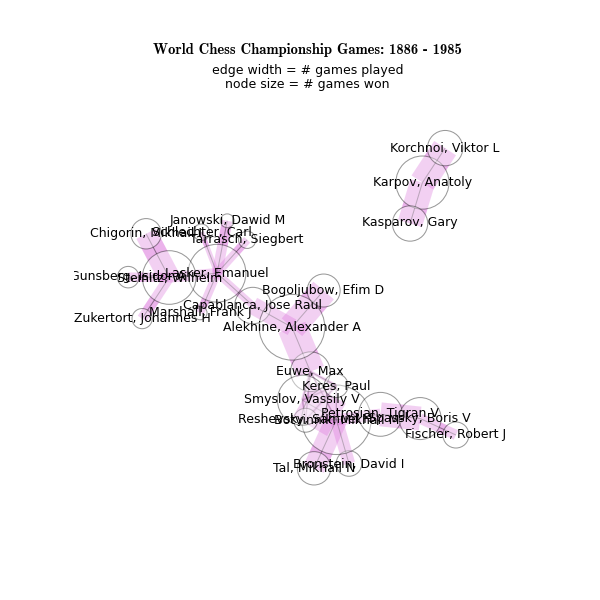 World Chess Championship Games: 1886 - 1985
edge width = # games played
node size = # games won
Korchnoi, Viktor L
Karpov, Anatoly
Kasparov, Gary
Janowski, Dawid M
Chigorin, Mikhail I
Schlechter, Carl
Tarrasch, Siegbert
Lasker, Emanuel
Gunsberg, Isidor
Steinitz, Wilhelm
Bogoljubow, Efim D
Capablanca, Jose Raul
Marshall, Frank J
Zukertort, Johannes H
Alekhine, Alexander A
Euwe, Max
Keres, Paul
Smyslov, Vassily V
Petrosian, Tigran V
Reshevsky, Samuel
Botvinnik, Mikhail
Spassky, Boris V
Fischer, Robert J
Bronstein, David I
Tal, Mikhail N